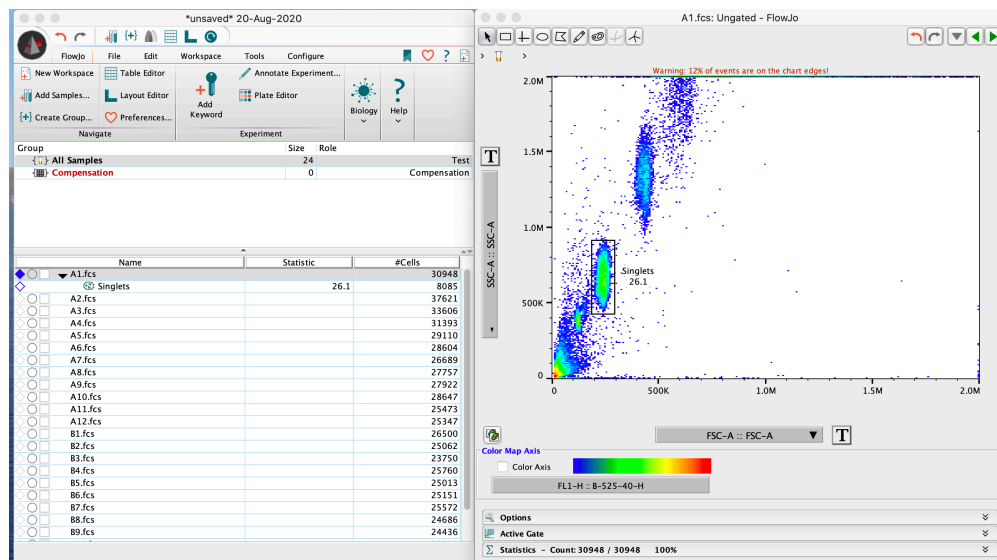 *unsaved* 20-Aug-2020
FlowJo File Edit Workspace Tools Configure
New Workspace
Table Editor
Add Samples...
Layout Editor
{+} Create Group...
Preferences...
Navigate
Add
Keyword
Annotate Experiment...
Plate Editor
Experiment
Biology
Help
Group Size Role
All Samples 24 Test
Compensation 0 Compensation
Name Statistic #Cells
A1.fcs 30948
Singlets 26.1 8085
A2.fcs 37621
A3.fcs 33606
A4.fcs 31393
A5.fcs 29110
A6.fcs 28604
A7.fcs 26689
A8.fcs 27757
A9.fcs 27922
A10.fcs 28647
A11.fcs 25473
A12.fcs 25347
B1.fcs 26500
B2.fcs 25062
B3.fcs 23750
B4.fcs 25760
B5.fcs 25013
B6.fcs 25151
B7.fcs 25572
B8.fcs 24686
B9.fcs 24436
A1.fcs: Ungated - FlowJo
Warning: 12% of events are on the chart edges!
T
SSC-A :: SSC-A
2.0M
1.5M
1.0M
500K
0
Singlets
26.1
0 500K 1.0M 1.5M 2.0M
FSC-A :: FSC-A
T
Color Map Axis
Color Axis
FL1-H :: B-525-40-H
Options
Active Gate
Σ Statistics - Count: 30948 / 30948 100%